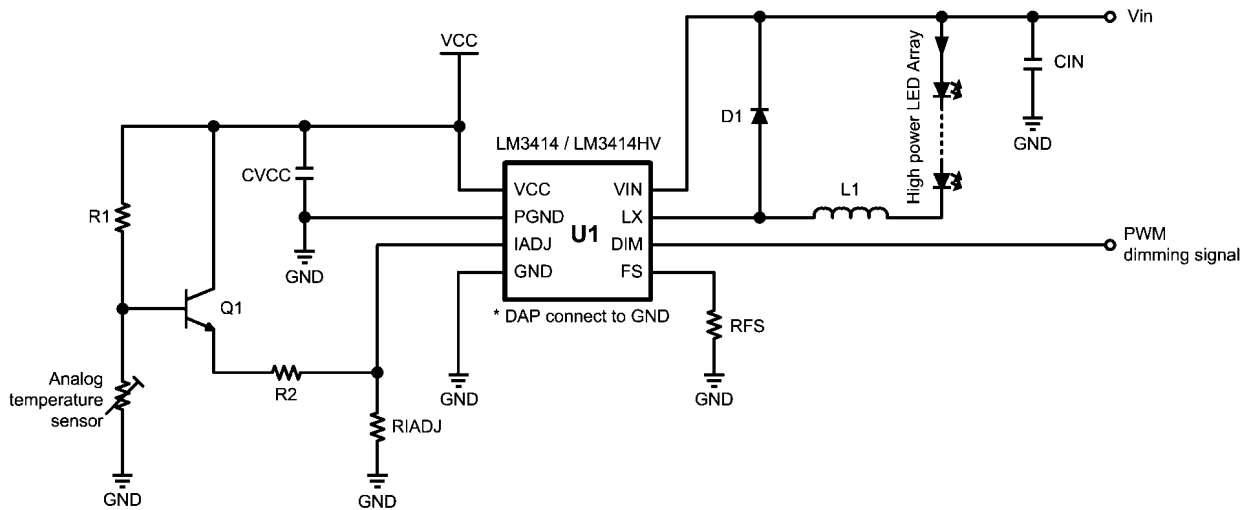 Vin
VCC
CIN
High power LED Array
D1
GND
LM3414 / LM3414HV
CVCC
VCC
VIN
L1
R1
PGND
LX
U1
IADJ
DIM
PWM
dimming signal
GND
GND
FS
Q1
* DAP connect to GND
RFS
Analog
temperature
sensor
R2
GND
GND
RIADJ
GND
GND